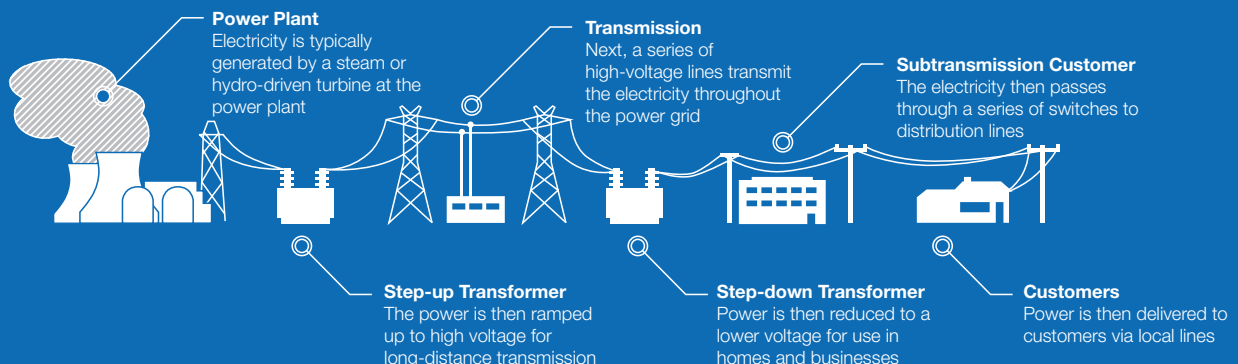 Power Plant
Electricity is typically
generated by a steam or
hydro-driven turbine at the
power plant
Step-up Transformer
The power is then ramped
up to high voltage for
long-distance transmission
Transmission
Next, a series of
high-voltage lines transmit
the electricity throughout
the power grid
Step-down Transformer
Power is then reduced to a
lower voltage for use in
homes and businesses
Subtransmission Customer
The electricity then passes
through a series of switches to
distribution lines
Customers
Power is then delivered to
customers via local lines